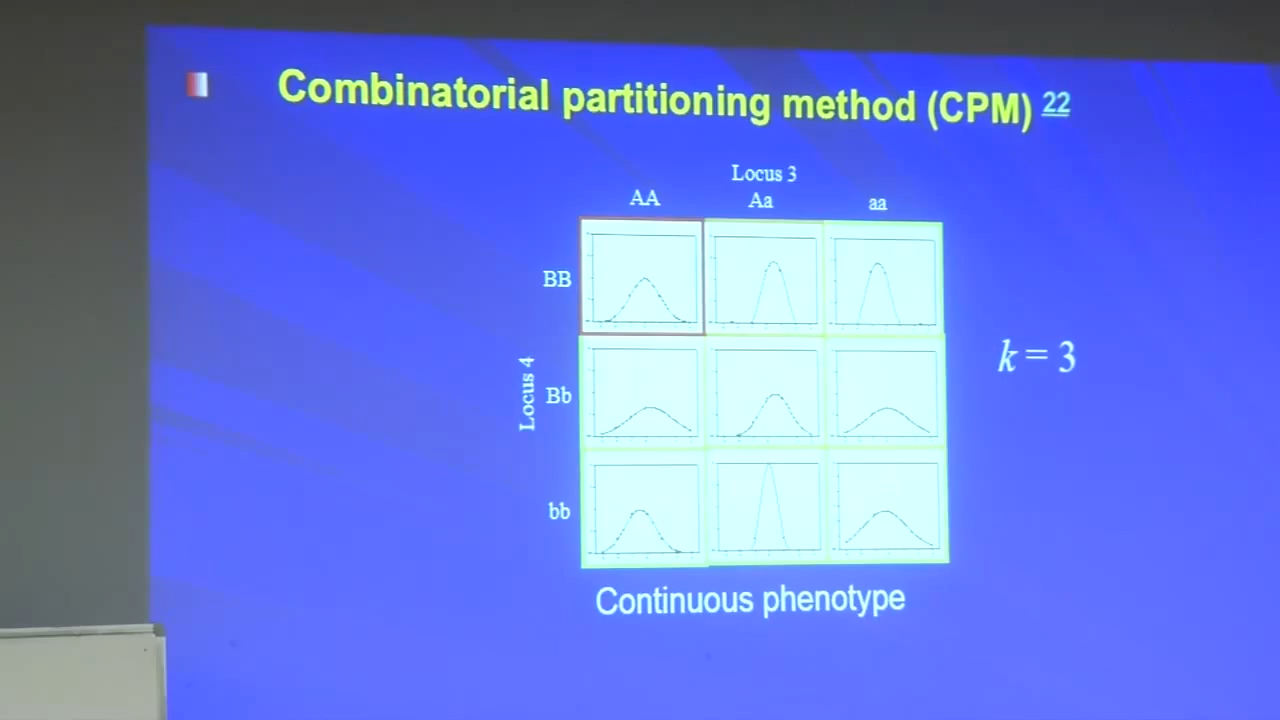 Combinatorial partitioning method (CPM) 22
Locus 3
AA Aa aa
BB
Locus 4
Bb
bb
k = 3
Continuous phenotype